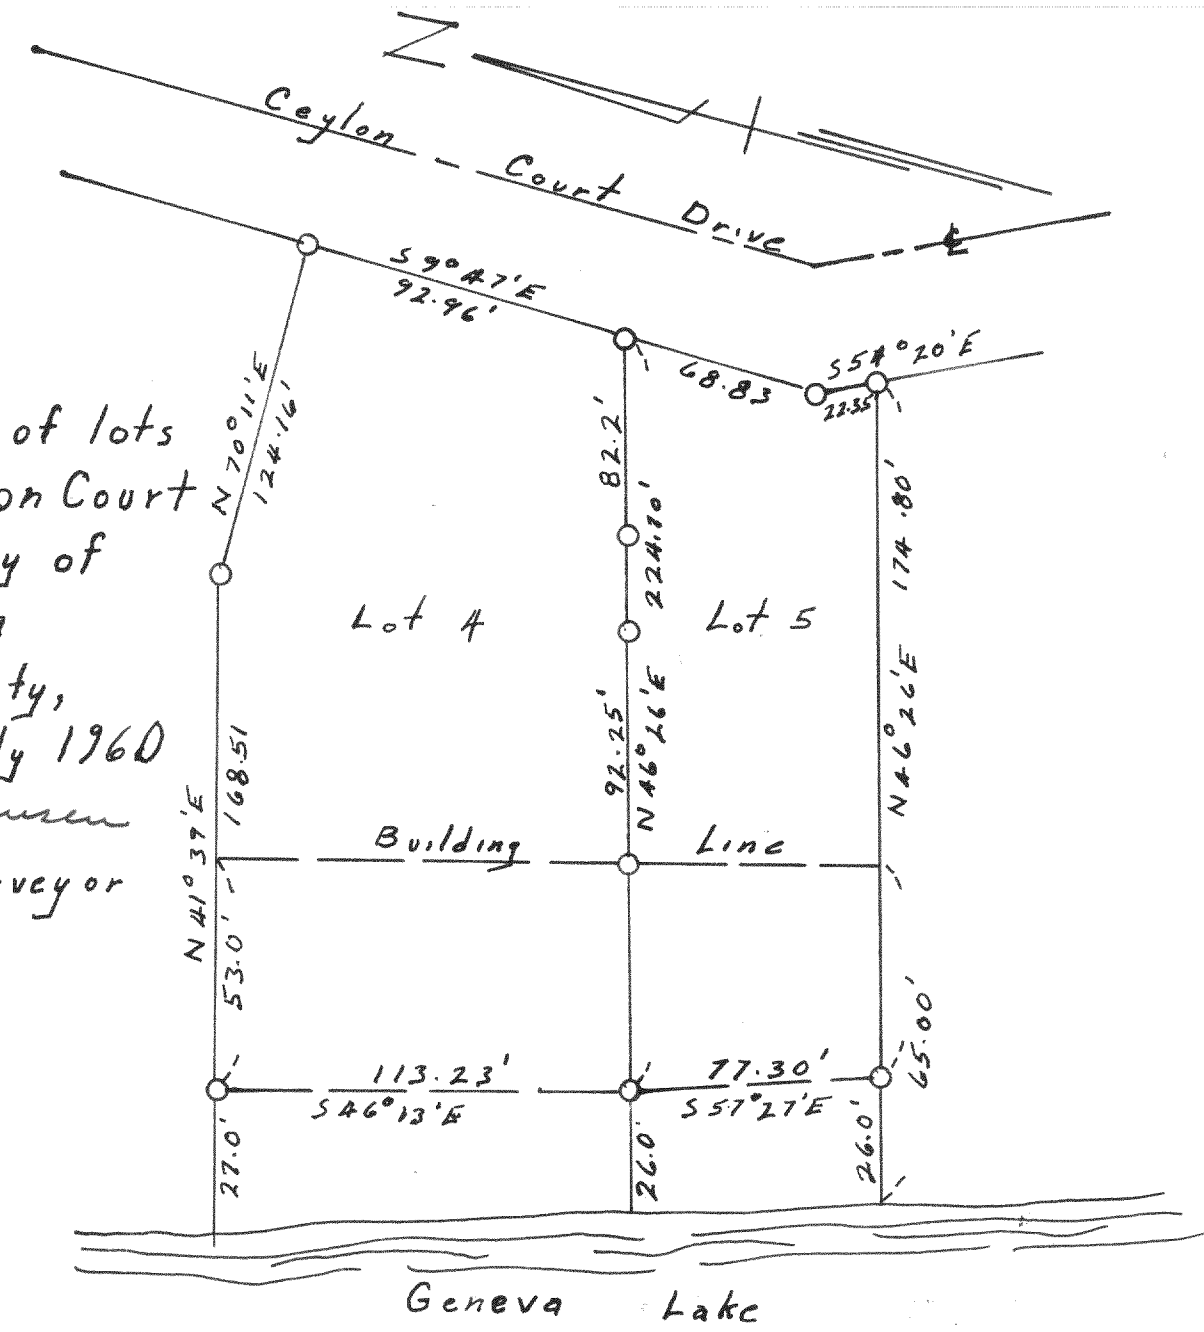 Z
Ceylon Court Drive
℄
S 9° 47' E
92.96'
68.83
S 54° 20' E
22.35
N 70° 11' E
124.16'
82.2'
224.10'
174.80'
of lots
on Court
y of
ty,
ly 1960
veyor
Lot 4
Lot 5
92.25'
N 46° 26' E
N 46° 26' E
168.51
N 41° 39' E
Building Line
53.0'
65.00'
113.23'
S 46° 13' E
77.30'
S 57° 27' E
27.0'
26.0'
26.0'
Geneva Lake